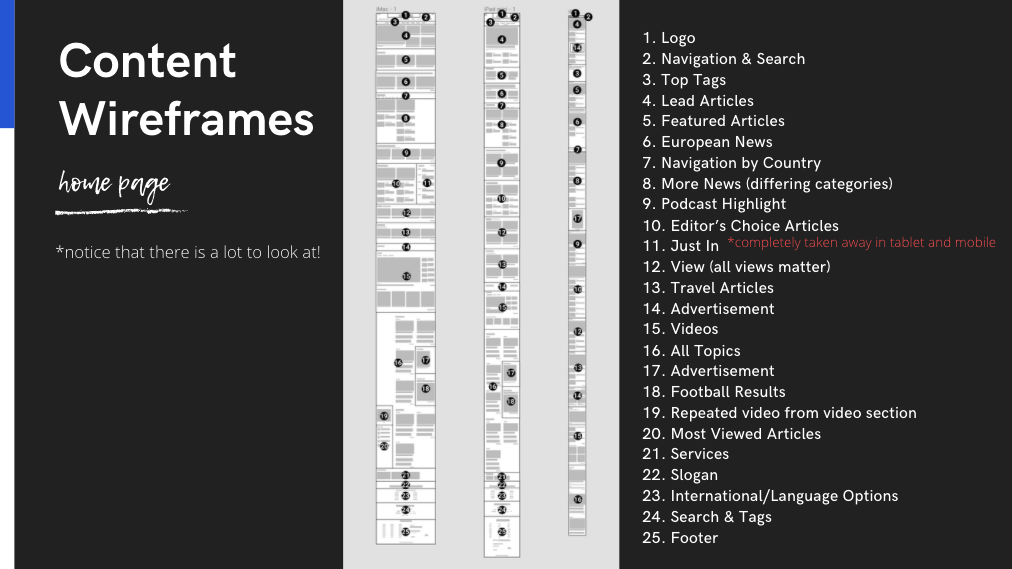 Content
Wireframes
home page
*notice that there is a lot to look at!
iMac - 1
1. Logo
2. Navigation & Search
3. Top Tags
4. Lead Articles
5. Featured Articles
6. European News
7. Navigation by Country
8. More News (differing categories)
9. Podcast Highlight
10. Editor’s Choice Articles
11. Just In *completely taken away in tablet and mobile
12. View (all views matter)
13. Travel Articles
14. Advertisement
15. Videos
16. All Topics
17. Advertisement
18. Football Results
19. Repeated video from video section
20. Most Viewed Articles
21. Services
22. Slogan
23. International/Language Options
24. Search & Tags
25. Footer